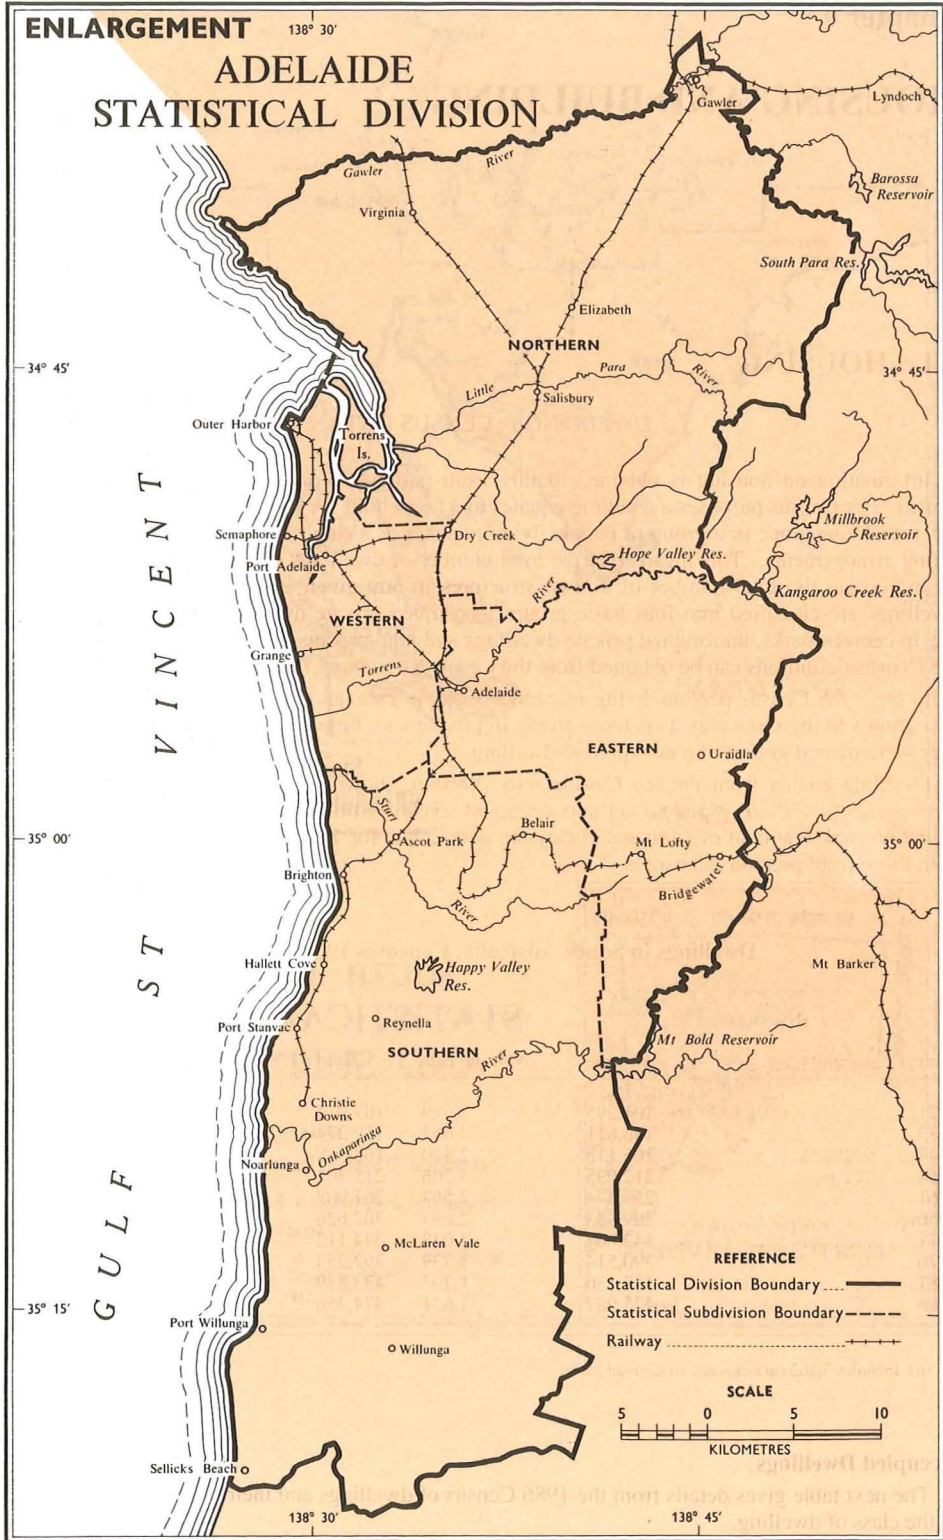 ENLARGEMENT
138° 30'
ADELAIDE
STATISTICAL DIVISION
Gawler
Lyndoch
Gawler River
Barossa
Reservoir
Virginia
South Para Res.
Elizabeth
NORTHERN
34° 45'
34° 45'
Little Para River
Salisbury
Outer Harbor
Torrens
Is.
Millbrook
Reservoir
Semaphore
Dry Creek
Port Adelaide
Hope Valley Res.
Kangaroo Creek Res.
River
WESTERN
Grange
Torrens
Adelaide
EASTERN
Uraidla
GULF ST VINCENT
Sturt
Belair
35° 00'
Ascot Park
Mt Lofty
35° 00'
Brighton
Bridgewater
River
Hallett Cove
Happy Valley
Res.
Mt Barker
Port Stanvac
Reynella
Mt Bold Reservoir
SOUTHERN
River
Christie
Downs
Onkaparinga
Noarlunga
McLaren Vale
REFERENCE
Statistical Division Boundary
35° 15'
Statistical Subdivision Boundary
Port Willunga
Railway
Willunga
SCALE
5 0 5 10
KILOMETRES
Sellicks Beach
138° 30'
138° 45'